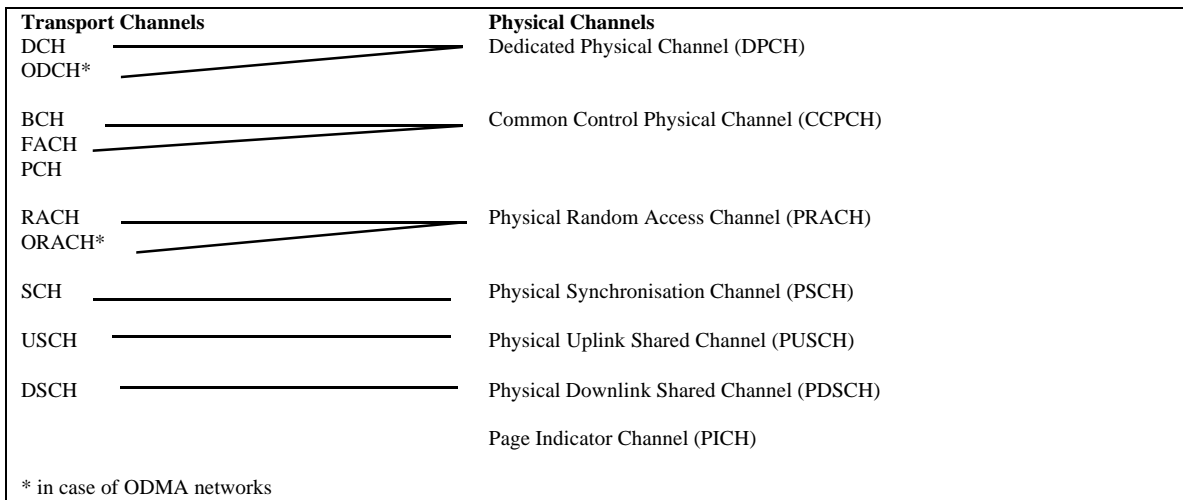 Transport Channels Physical Channels
DCH Dedicated Physical Channel (DPCH)
ODCH*
BCH Common Control Physical Channel (CCPCH)
FACH
PCH
RACH Physical Random Access Channel (PRACH)
ORACH*
SCH Physical Synchronisation Channel (PSCH)
USCH Physical Uplink Shared Channel (PUSCH)
DSCH Physical Downlink Shared Channel (PDSCH)
Page Indicator Channel (PICH)
* in case of ODMA networks